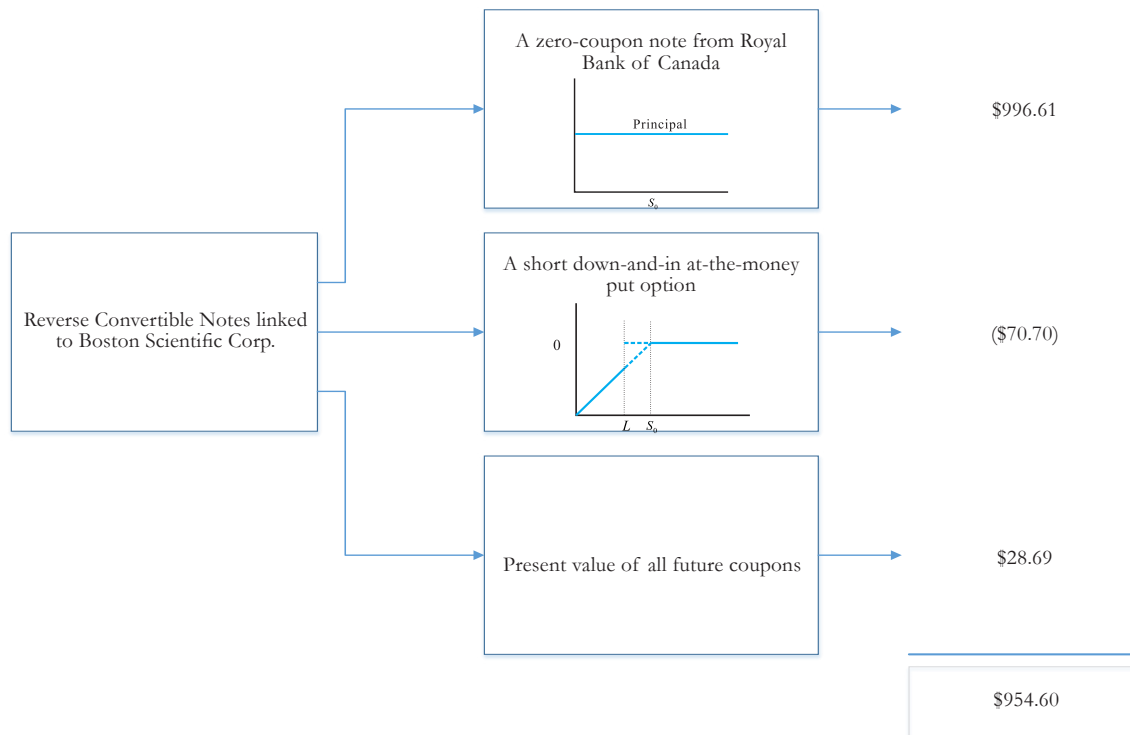 A zero-coupon note from Royal
Bank of Canada
Principal
S₀
$996.61
Reverse Convertible Notes linked
to Boston Scientific Corp.
A short down-and-in at-the-money
put option
0
L S₀
($70.70)
Present value of all future coupons
$28.69
$954.60